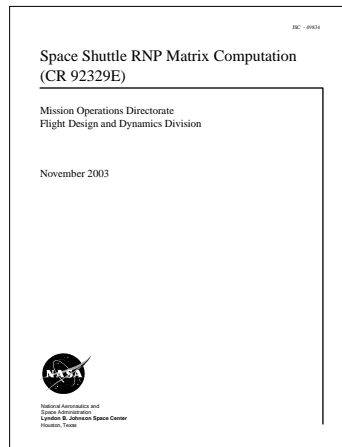 JSC - 49834
Space Shuttle RNP Matrix Computation
(CR 92329E)
Mission Operations Directorate
Flight Design and Dynamics Division
November 2003
NASA
National Aeronautics and
Space Administration
Lyndon B. Johnson Space Center
Houston, Texas